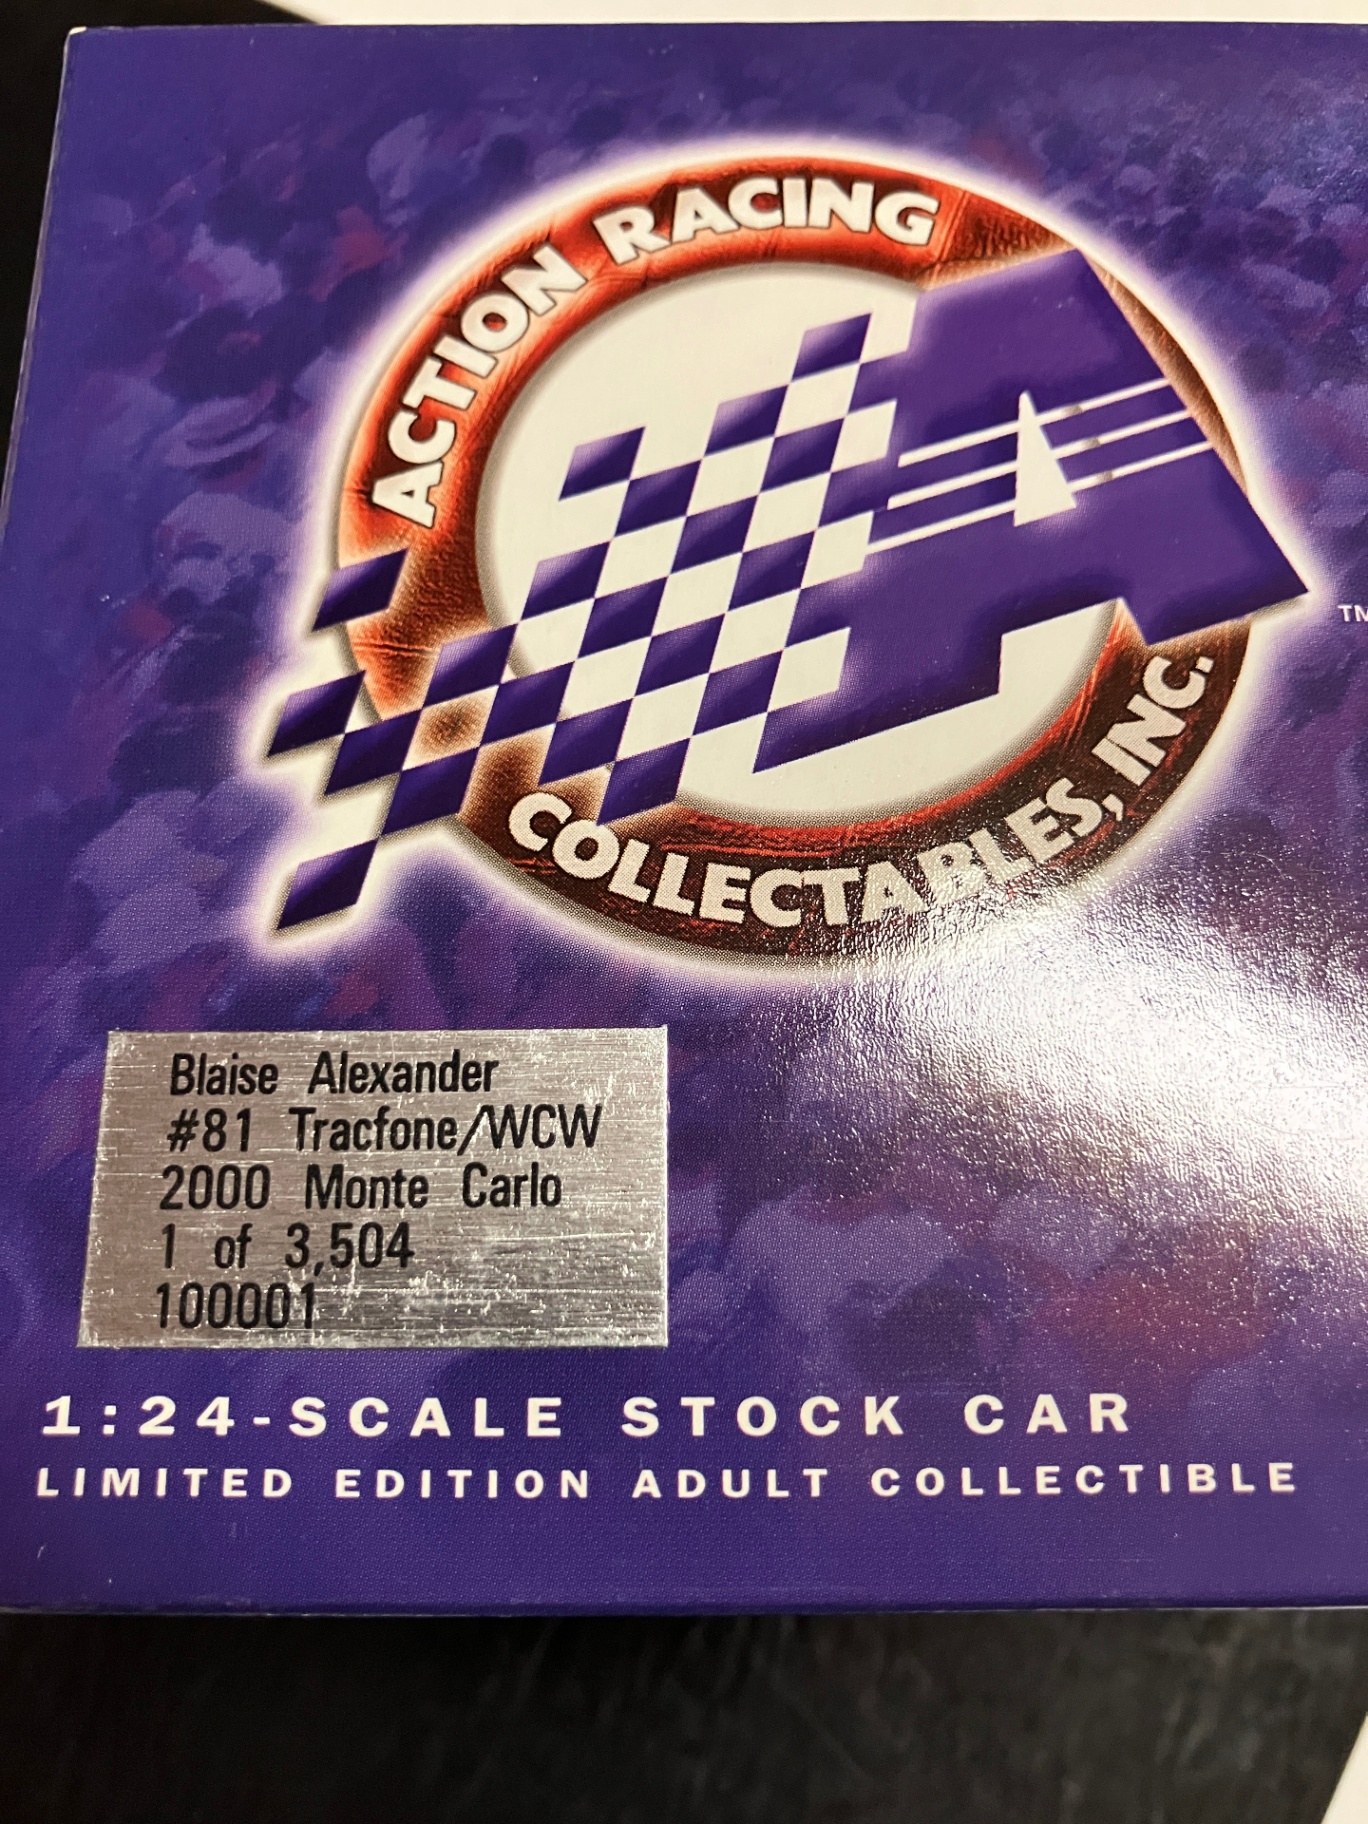 ACTION RACING
COLLECTABLES, INC.
TM
Blaise Alexander
#81 Tracfone/WCW
2000 Monte Carlo
1 of 3,504
100001
1:24-SCALE STOCK CAR
LIMITED EDITION ADULT COLLECTIBLE